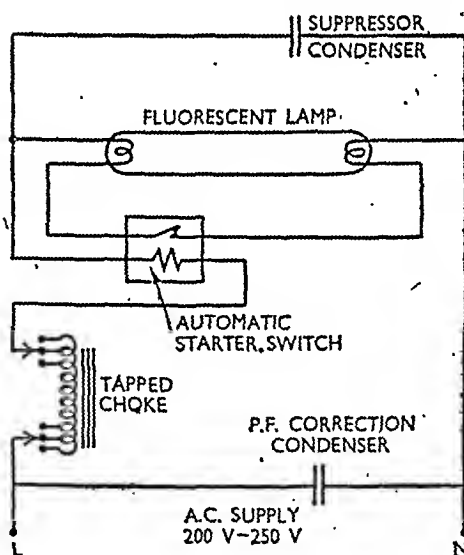 SUPPRESSOR
CONDENSER
FLUORESCENT LAMP
AUTOMATIC
STARTER SWITCH
TAPPED
CHOKE
P.F. CORRECTION
CONDENSER
A.C. SUPPLY
200 V-250 V
L
N